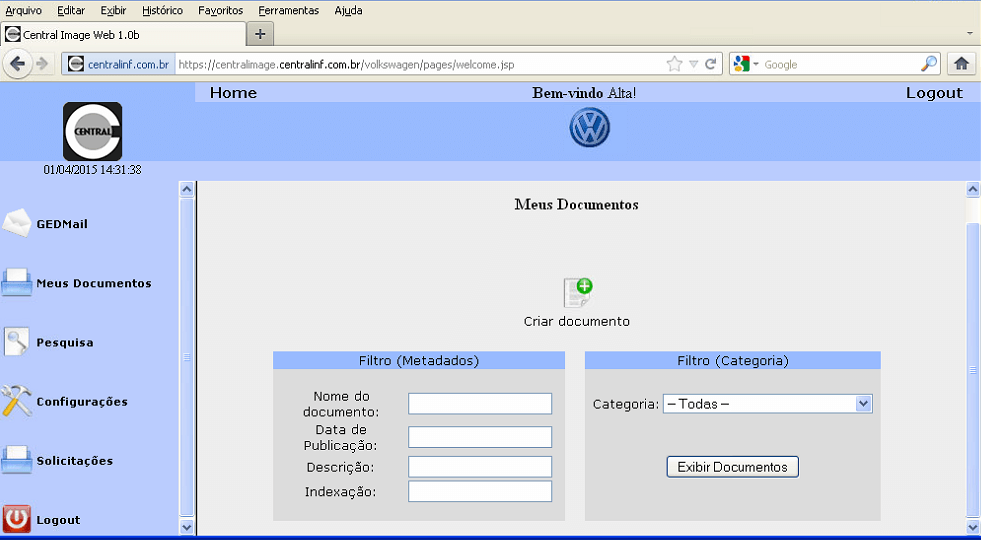 Arquivo Editar Exibir Histórico Favoritos Ferramentas Ajuda
Central Image Web 1.0b
centralinf.com.br https://centralimage.centralinf.com.br/volkswagen/pages/welcome.jsp Google
Home Bem-vindo Alta! Logout
CENTRAL
01/04/2015 14:31:38
GEDMail
Meus Documentos
Pesquisa
Configurações
Solicitações
Logout
Meus Documentos
Criar documento
Filtro (Metadados)
Nome do
documento:
Data de
Publicação:
Descrição:
Indexação:
Filtro (Categoria)
Categoria: -- Todas --
Exibir Documentos